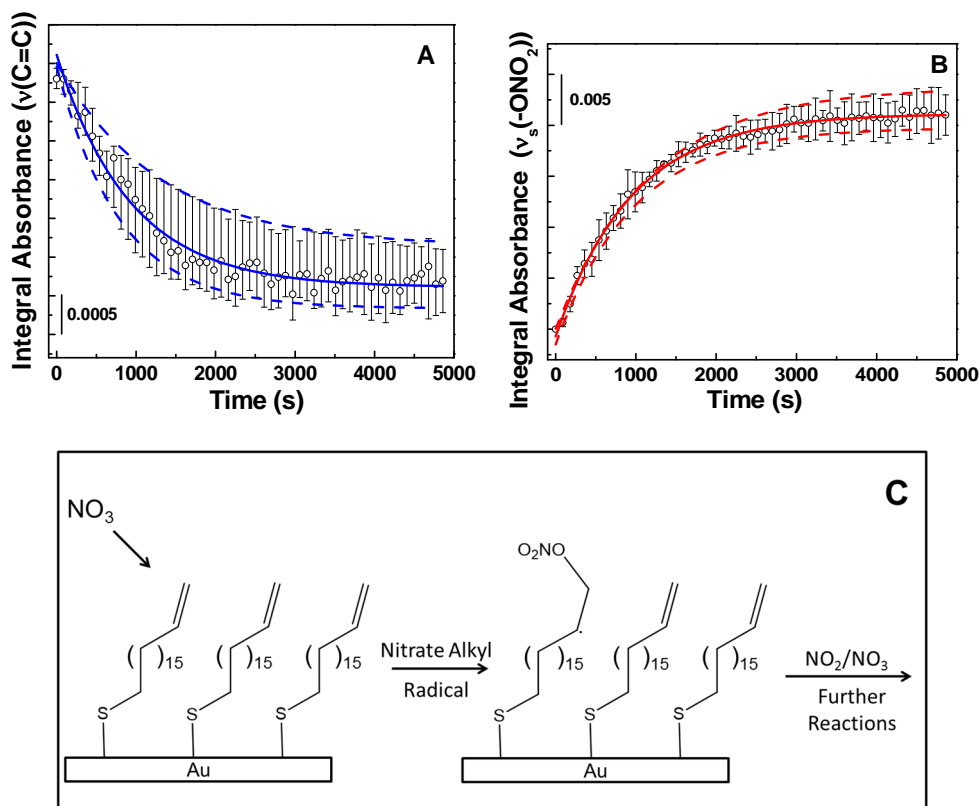 A
Integral Absorbance (ν(C=C))
0.0005
0 1000 2000 3000 4000 5000
Time (s)
B
Integral Absorbance (νs(-ONO2))
0.005
0 1000 2000 3000 4000 5000
Time (s)
C
NO3
O2NO
·
( )15 ( )15 ( )15
Nitrate Alkyl
Radical
( )15 ( )15 ( )15
NO2/NO3
Further
Reactions
S S S
S S S
Au
Au